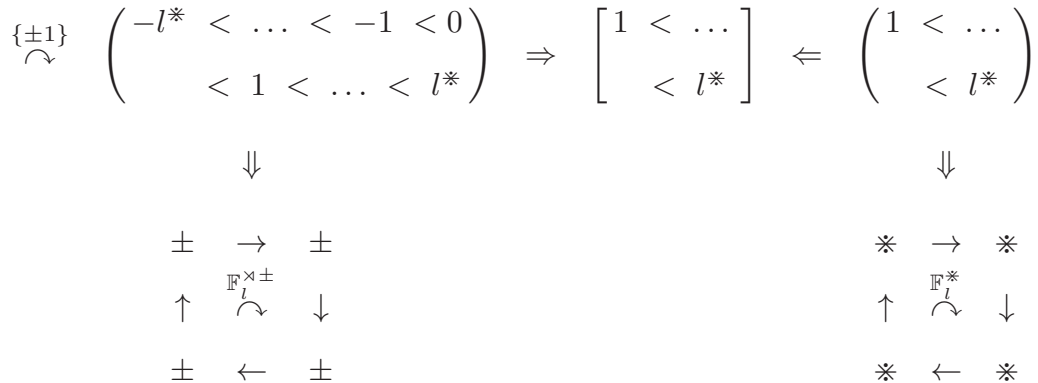 {±1}
↷ ( −l^⋇ < … < −1 < 0 < 1 < … < l^⋇ ) ⇒ [ 1 < … < l^⋇ ] ⇐ ( 1 < … < l^⋇ )
⇓ ⇓
± → ± ⋇ → ⋇
↑ 𝔽_l^{⋊±} ↷ ↓ ↑ 𝔽_l^⋇ ↷ ↓
± ← ± ⋇ ← ⋇